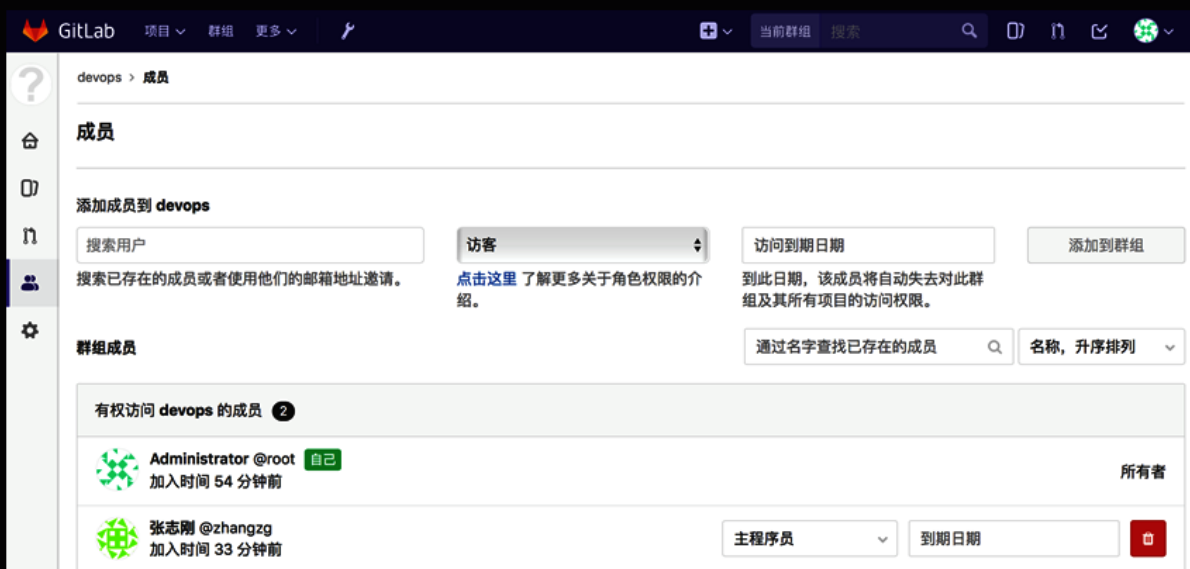 GitLab 项目 群组 更多 当前群组 搜索
devops > 成员
成员
添加成员到 devops
搜索用户 访客 访问到期日期 添加到群组
搜索已存在的成员或者使用他们的邮箱地址邀请。 点击这里 了解更多关于角色权限的介 到此日期，该成员将自动失去对此群
绍。 组及其所有项目的访问权限。
群组成员 通过名字查找已存在的成员 名称，升序排列
有权访问 devops 的成员 2
Administrator @root 自己
加入时间 54 分钟前 所有者
张志刚 @zhangzg
加入时间 33 分钟前 主程序员 到期日期